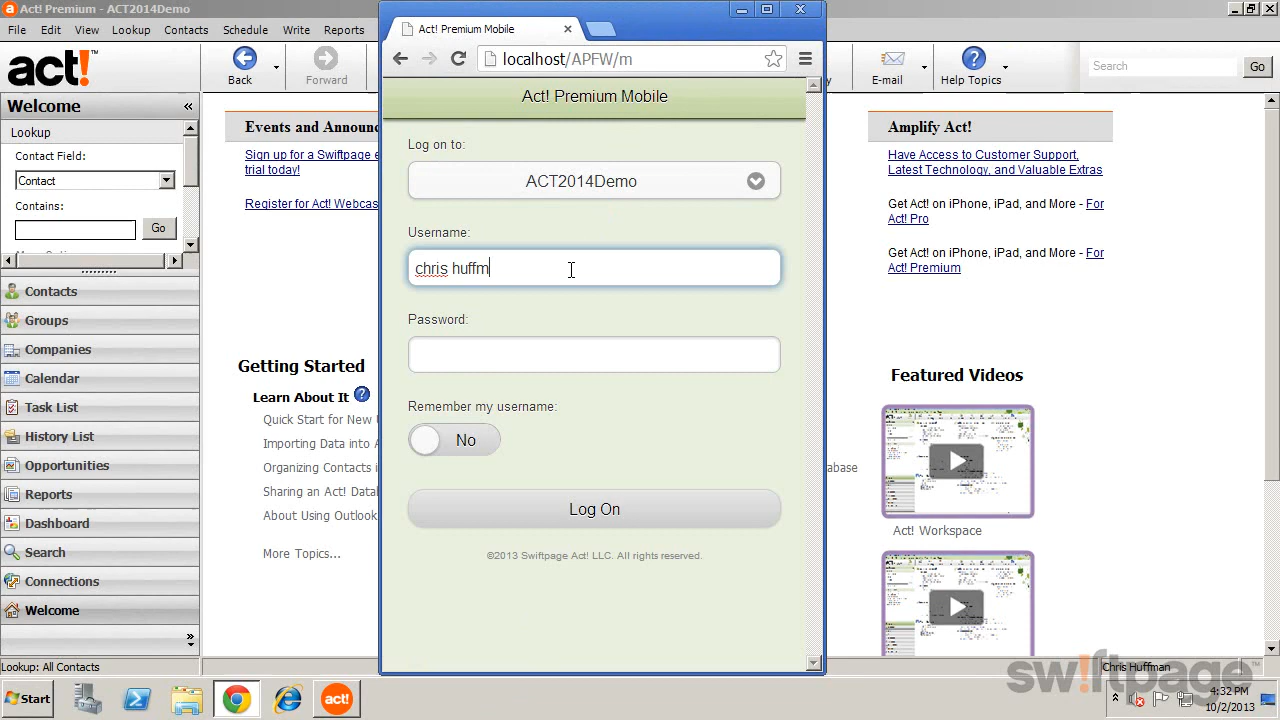 Act! Premium - ACT2014Demo
File Edit View Lookup Contacts Schedule Write Reports
act!™
Back
Forward
E-mail
Help Topics
Search
Go
Welcome
Lookup
Contact Field:
Contact
Contains:
Go
Contacts
Groups
Companies
Calendar
Task List
History List
Opportunities
Reports
Dashboard
Search
Connections
Welcome
Lookup: All Contacts
Events and Announc
Sign up for a Swiftpage e
trial today!
Register for Act! Webcas
Getting Started
Learn About It
Quick Start for New
Importing Data into A
Organizing Contacts i
Sharing an Act! Datab
About Using Outlook
More Topics...
Act! Premium Mobile
localhost/APFW/m
Act! Premium Mobile
Log on to:
ACT2014Demo
Username:
chris huffm
Password:
Remember my username:
No
Log On
©2013 Swiftpage Act! LLC. All rights reserved.
abase
Amplify Act!
Have Access to Customer Support,
Latest Technology, and Valuable Extras
Get Act! on iPhone, iPad, and More - For
Act! Pro
Get Act! on iPhone, iPad, and More - For
Act! Premium
Featured Videos
Act! Workspace
Chris Huffman
swiftpage
Start
act!
4:32 PM
10/2/2013